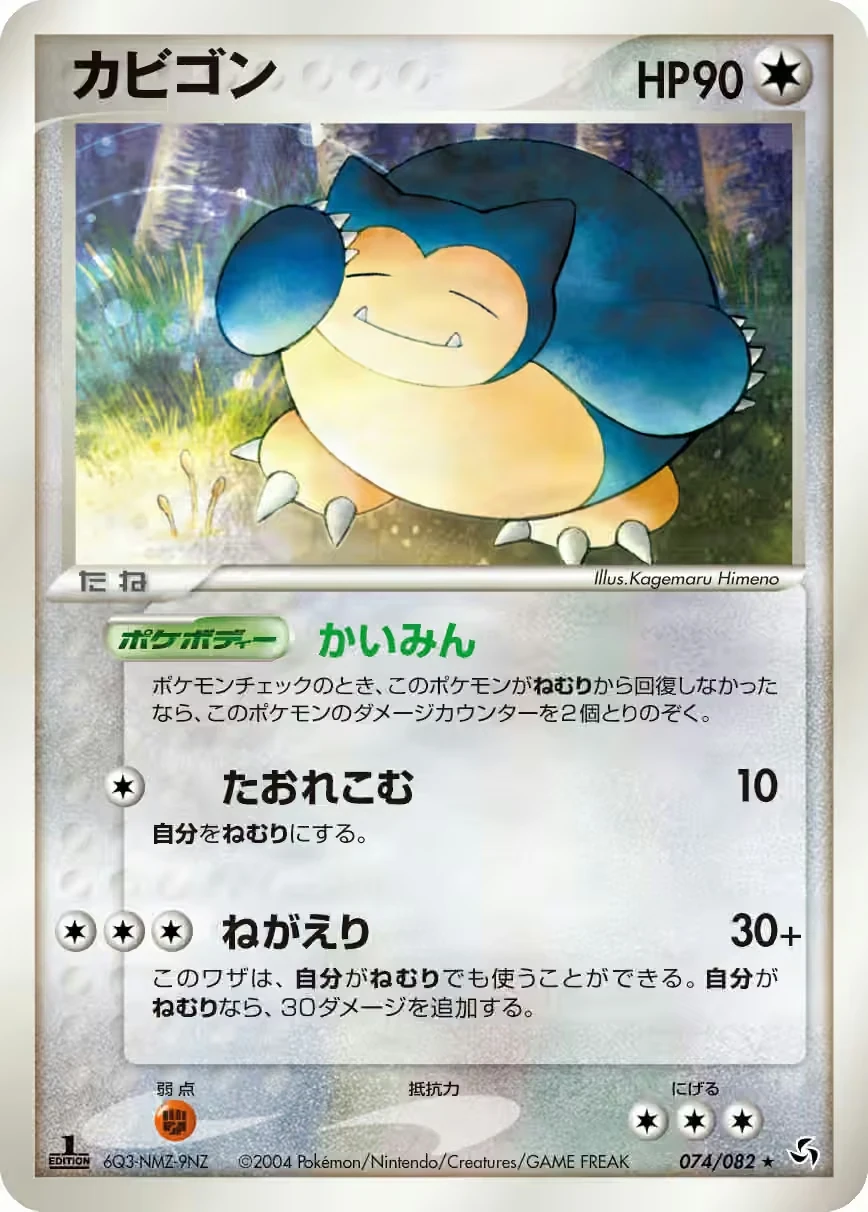 カビゴン HP90
たね Illus.Kagemaru Himeno
ポケボディー かいみん
ポケモンチェックのとき、このポケモンがねむりから回復しなかった
なら、このポケモンのダメージカウンターを2個とりのぞく。
たおれこむ 10
自分をねむりにする。
ねがえり 30+
このワザは、自分がねむりでも使うことができる。自分が
ねむりなら、30ダメージを追加する。
弱点 抵抗力 にげる
1 EDITION 6Q3-NMZ-9NZ ©2004 Pokémon/Nintendo/Creatures/GAME FREAK 074/082 ★